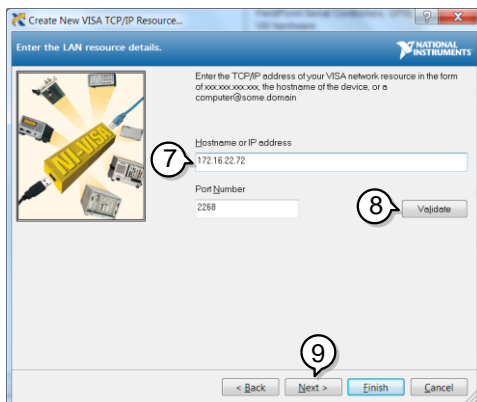 Create New VISA TCP/IP Resource...
Enter the LAN resource details.
NATIONAL
INSTRUMENTS
Enter the TCP/IP address of your VISA network resource in the form
of xxx.xxx.xxx.xxx, the hostname of the device, or a
computer@some.domain
NI-VISA
Hostname or IP address
7
172.16.22.72
Port Number
2268
8
Validate
9
< Back
Next >
Finish
Cancel